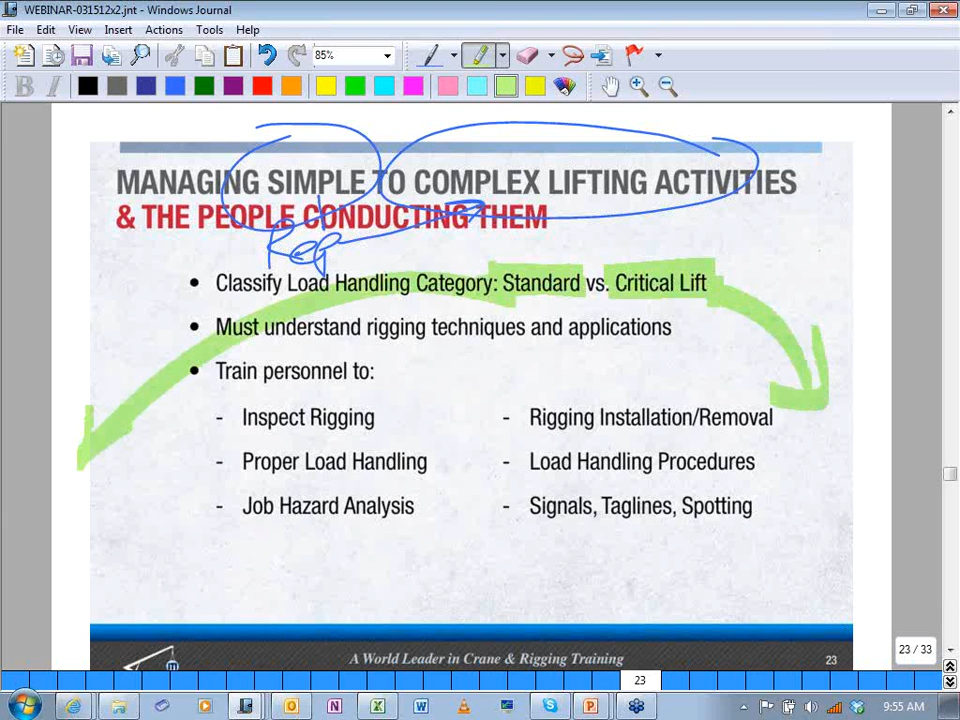 WEBINAR-031512x2.jnt - Windows Journal
File Edit View Insert Actions Tools Help
85%
B I
MANAGING SIMPLE TO COMPLEX LIFTING ACTIVITIES
& THE PEOPLE CONDUCTING THEM
• Classify Load Handling Category: Standard vs. Critical Lift
• Must understand rigging techniques and applications
• Train personnel to:
- Inspect Rigging - Rigging Installation/Removal
- Proper Load Handling - Load Handling Procedures
- Job Hazard Analysis - Signals, Taglines, Spotting
23 / 33
A World Leader in Crane & Rigging Training 23
23
9:55 AM